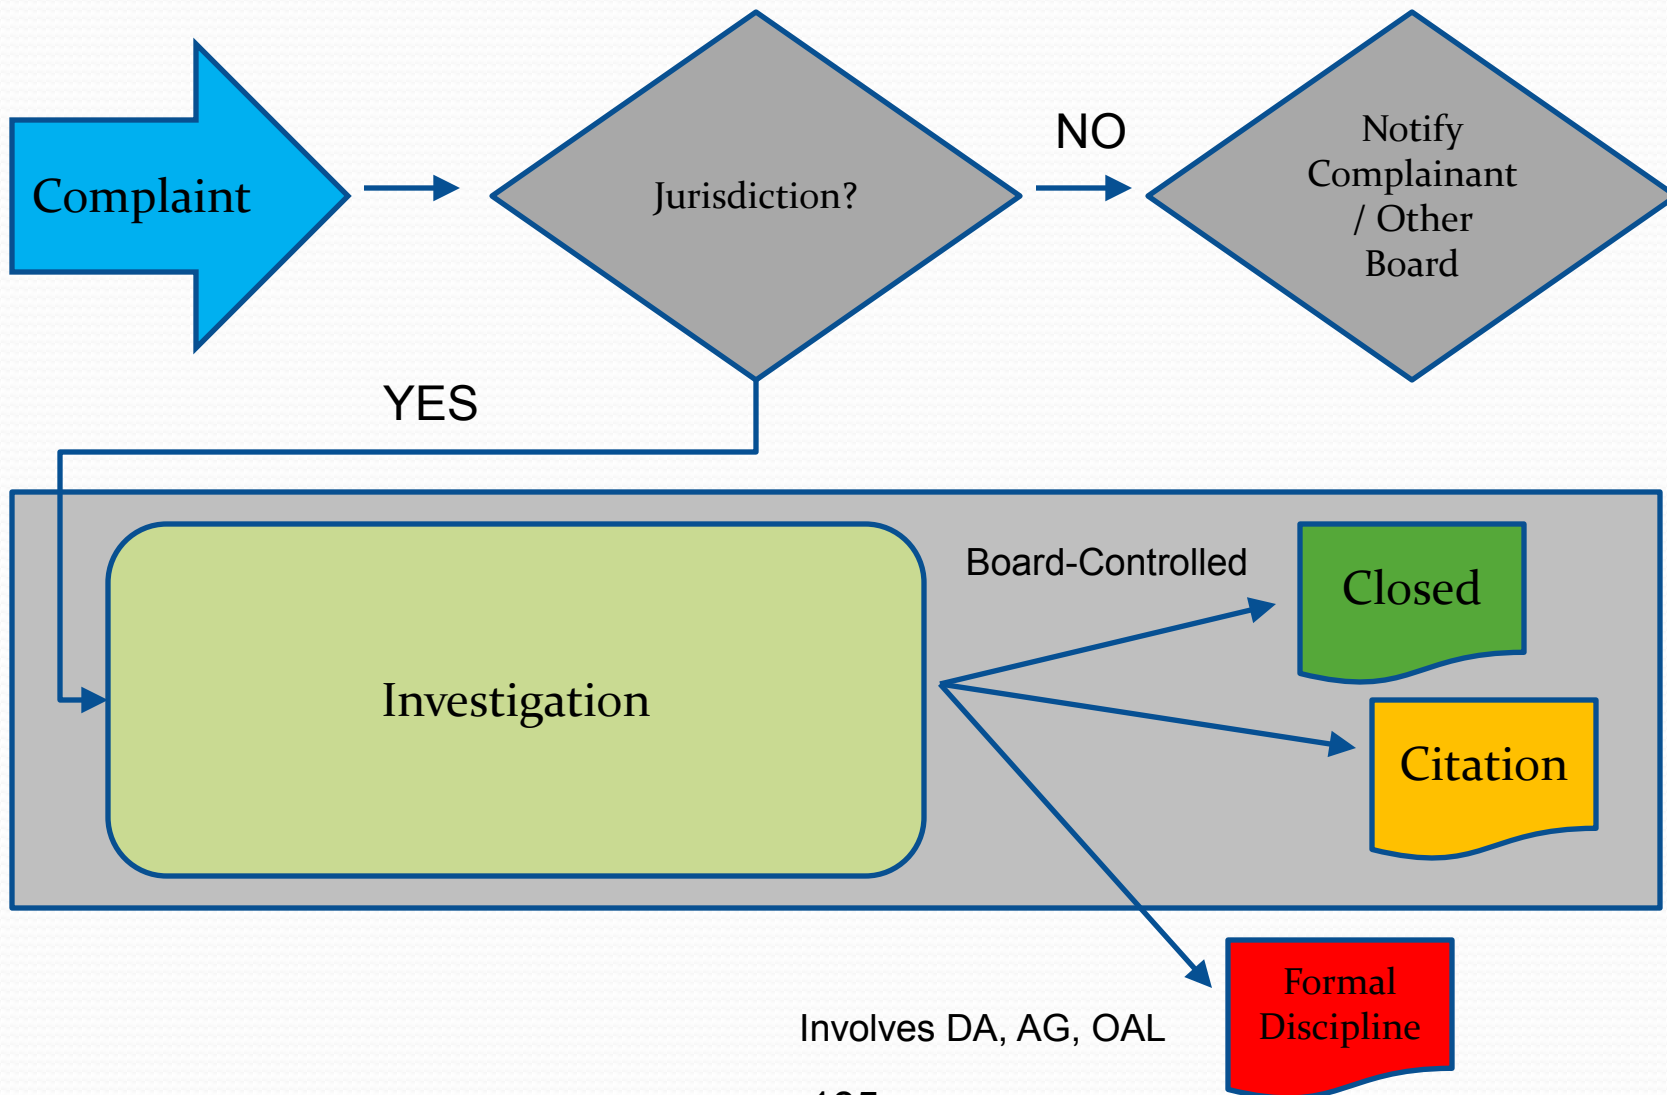 Complaint
Jurisdiction?
NO
Notify
Complainant
/ Other
Board
YES
Investigation
Board-Controlled
Closed
Citation
Formal
Discipline
Involves DA, AG, OAL